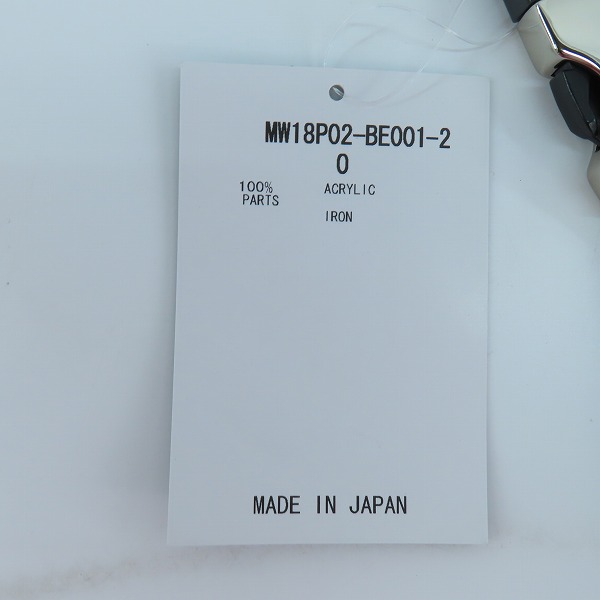 MW18P02-BE001-2
0
100% ACRYLIC
PARTS
IRON
MADE IN JAPAN